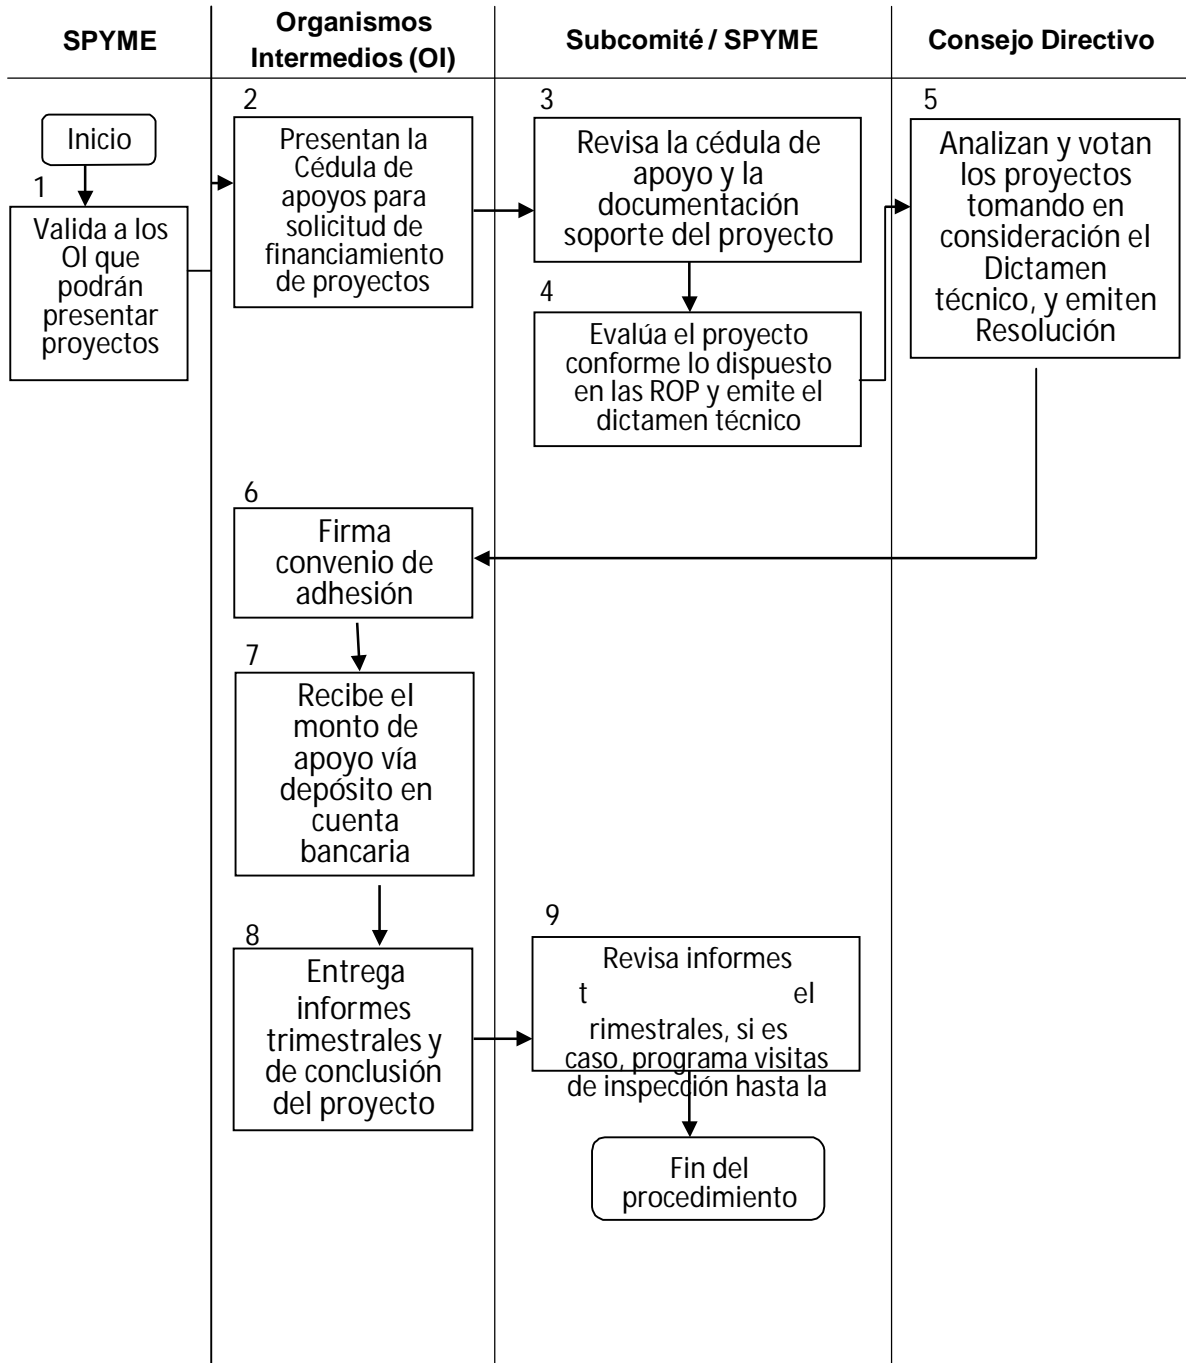 SPYME
Organismos
Intermedios (OI)
Subcomité / SPYME
Consejo Directivo
Inicio
1
Valida a los
OI que
podrán
presentar
proyectos
2
Presentan la
Cédula de
apoyos para
solicitud de
financiamiento
de proyectos
3
Revisa la cédula de
apoyo y la
documentación
soporte del proyecto
4
Evalúa el proyecto
conforme lo dispuesto
en las ROP y emite el
dictamen técnico
5
Analizan y votan
los proyectos
tomando en
consideración el
Dictamen
técnico, y emiten
Resolución
6
Firma
convenio de
adhesión
7
Recibe el
monto de
apoyo vía
depósito en
cuenta
bancaria
8
Entrega
informes
trimestrales y
de conclusión
del proyecto
9
Revisa informes
t el
rimestrales, si es
caso, programa visitas
de inspección hasta la
Fin del
procedimiento